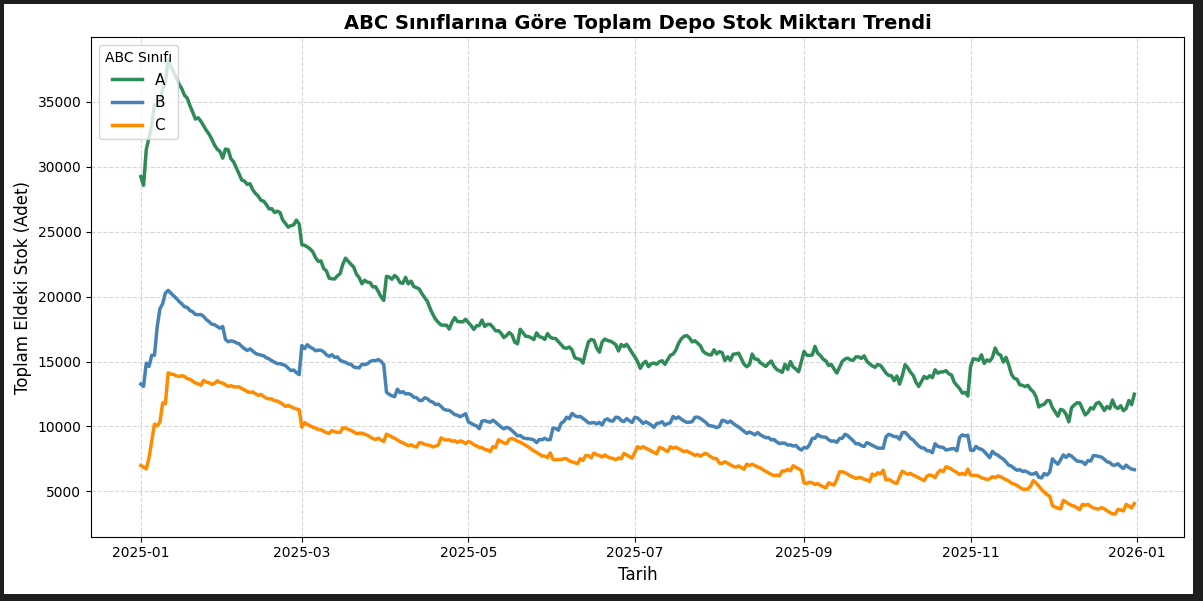 ABC Sınıflarına Göre Toplam Depo Stok Miktarı Trendi
ABC Sınıfı
A
B
C
Toplam Eldeki Stok (Adet)
35000
30000
25000
20000
15000
10000
5000
2025-01 2025-03 2025-05 2025-07 2025-09 2025-11 2026-01
Tarih